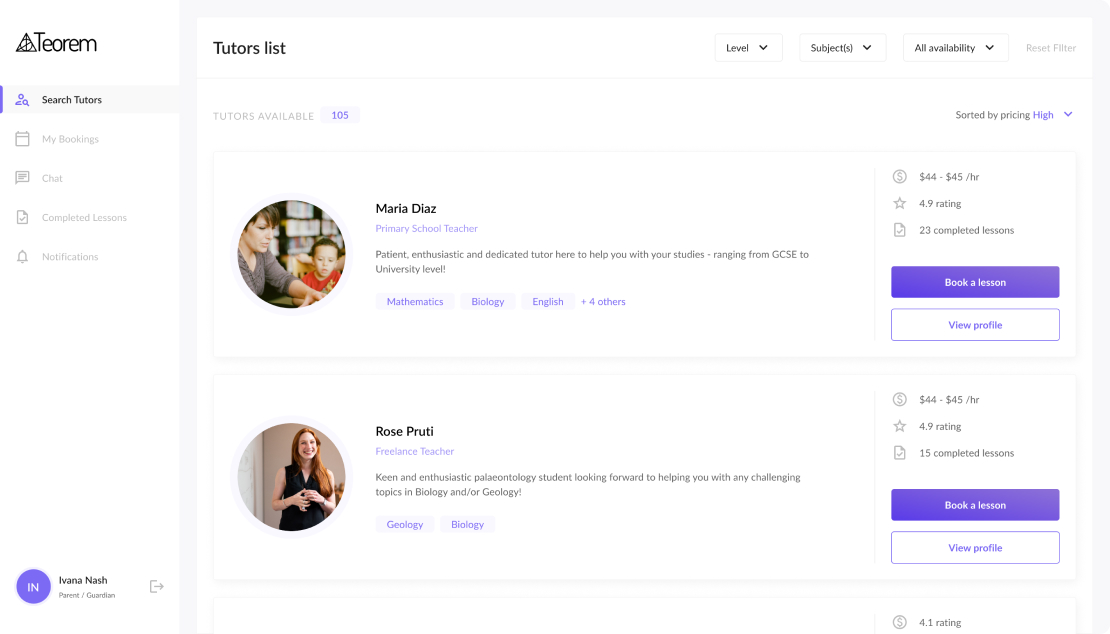 Teorem
Search Tutors
My Bookings
Chat
Completed Lessons
Notifications
IN
Ivana Nash
Parent / Guardian
Tutors list
Level
Subject(s)
All availability
Reset Filter
TUTORS AVAILABLE 105
Sorted by pricing High
Maria Diaz
Primary School Teacher
Patient, enthusiastic and dedicated tutor here to help you with your studies - ranging from GCSE to
University level!
Mathematics Biology English + 4 others
$44 - $45 /hr
4.9 rating
23 completed lessons
Book a lesson
View profile
Rose Pruti
Freelance Teacher
Keen and enthusiastic palaeontology student looking forward to helping you with any challenging
topics in Biology and/or Geology!
Geology Biology
$44 - $45 /hr
4.9 rating
15 completed lessons
Book a lesson
View profile
4.1 rating